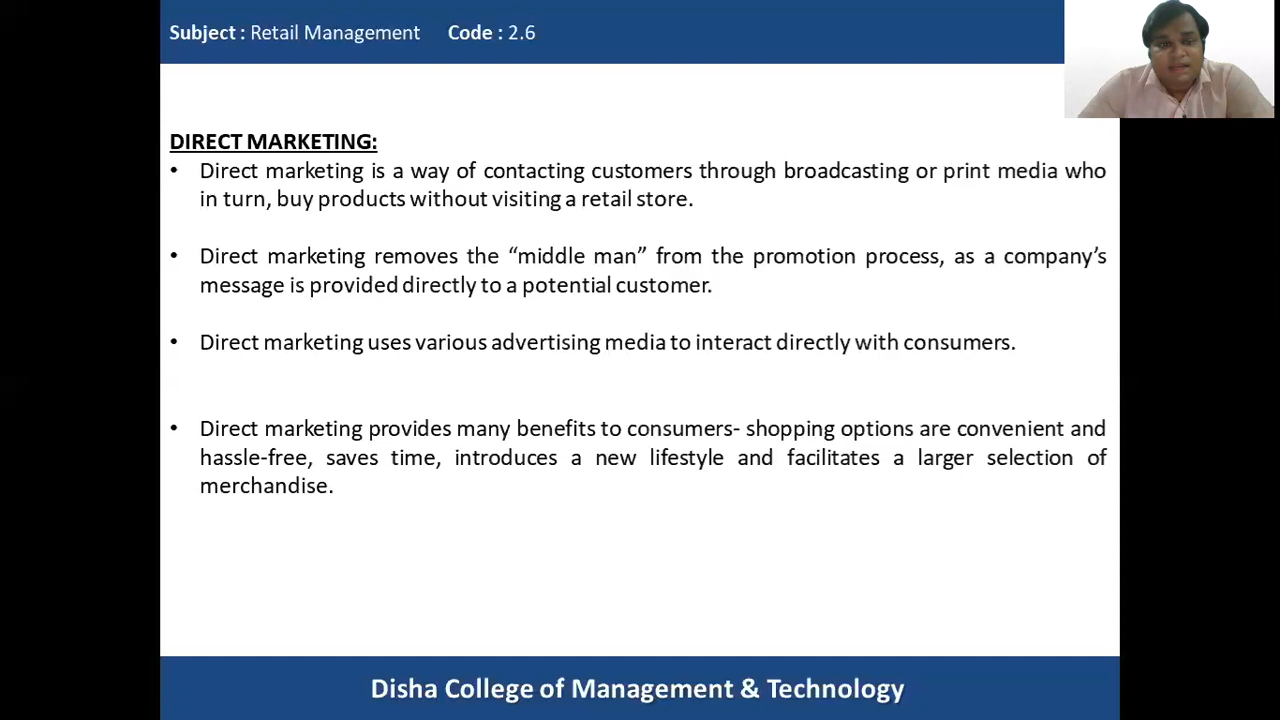 Subject : Retail Management Code : 2.6
DIRECT MARKETING:
• Direct marketing is a way of contacting customers through broadcasting or print media who
in turn, buy products without visiting a retail store.
• Direct marketing removes the “middle man” from the promotion process, as a company’s
message is provided directly to a potential customer.
• Direct marketing uses various advertising media to interact directly with consumers.
• Direct marketing provides many benefits to consumers- shopping options are convenient and
hassle-free, saves time, introduces a new lifestyle and facilitates a larger selection of
merchandise.
Disha College of Management & Technology